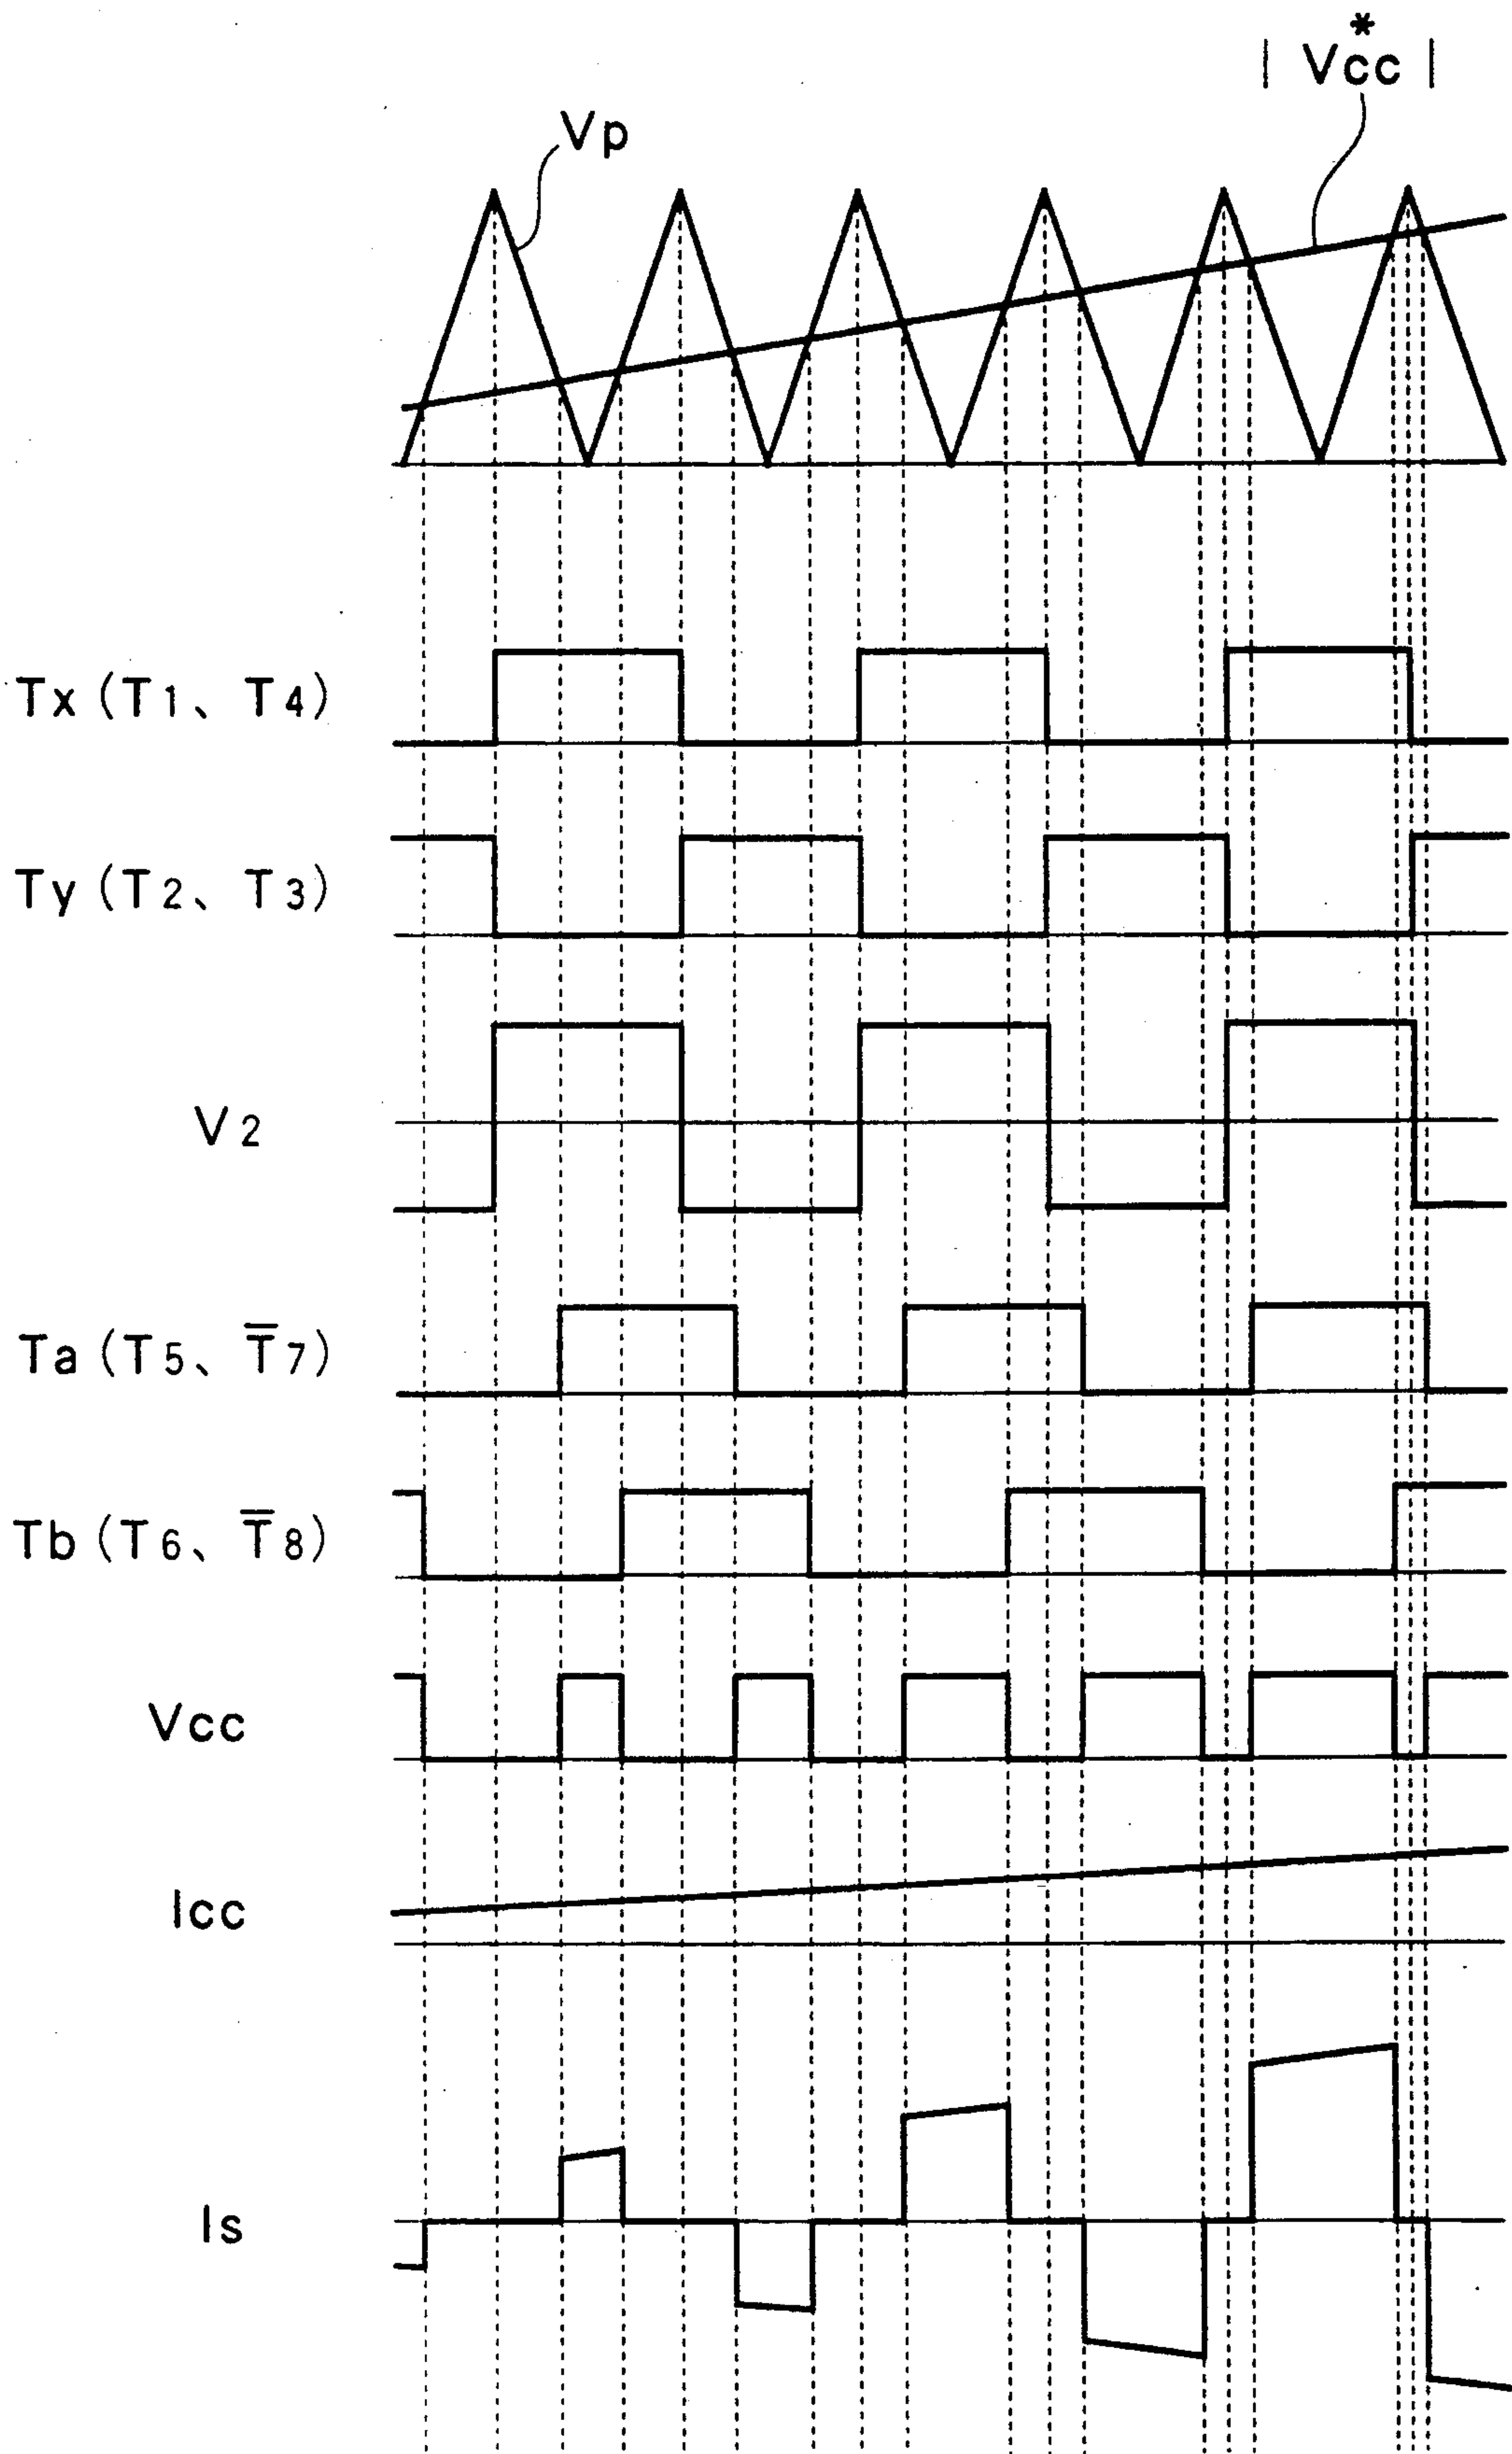 | Vcc* |
Vp
Tx (T1、T4)
Ty (T2、T3)
V2
Ta (T5、T̅7)
Tb (T6、T̅8)
Vcc
Icc
Is